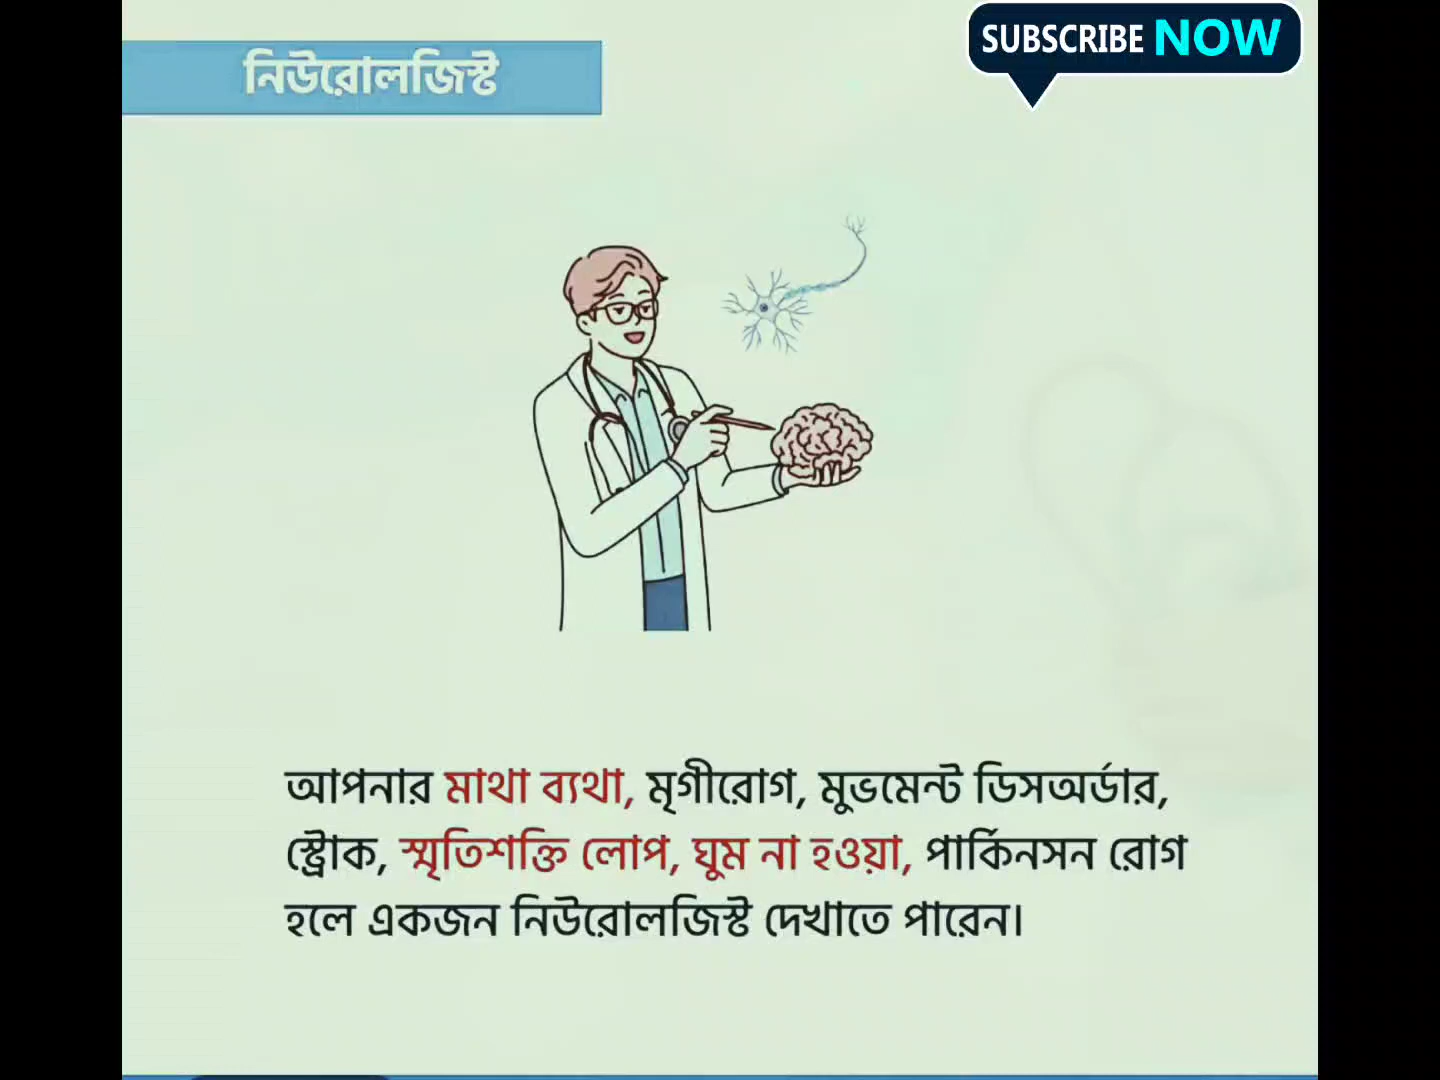 SUBSCRIBE NOW
নিউরোলজিস্ট
আপনার মাথা ব্যথা, মৃগীরোগ, মুভমেন্ট ডিসঅর্ডার,
স্ট্রোক, স্মৃতিশক্তি লোপ, ঘুম না হওয়া, পার্কিনসন রোগ
হলে একজন নিউরোলজিস্ট দেখাতে পারেন।